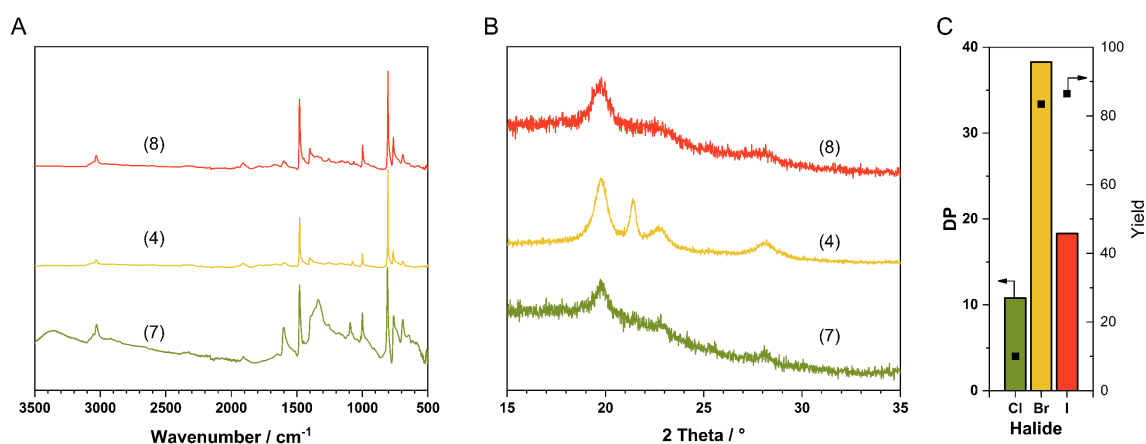 A
(8)
(4)
(7)
3500 3000 2500 2000 1500 1000 500
Wavenumber / cm⁻¹
B
(8)
(4)
(7)
15 20 25 30 35
2 Theta / °
C
40
30
20
10
0
DP
100
80
60
40
20
0
Yield
Cl Br I
Halide